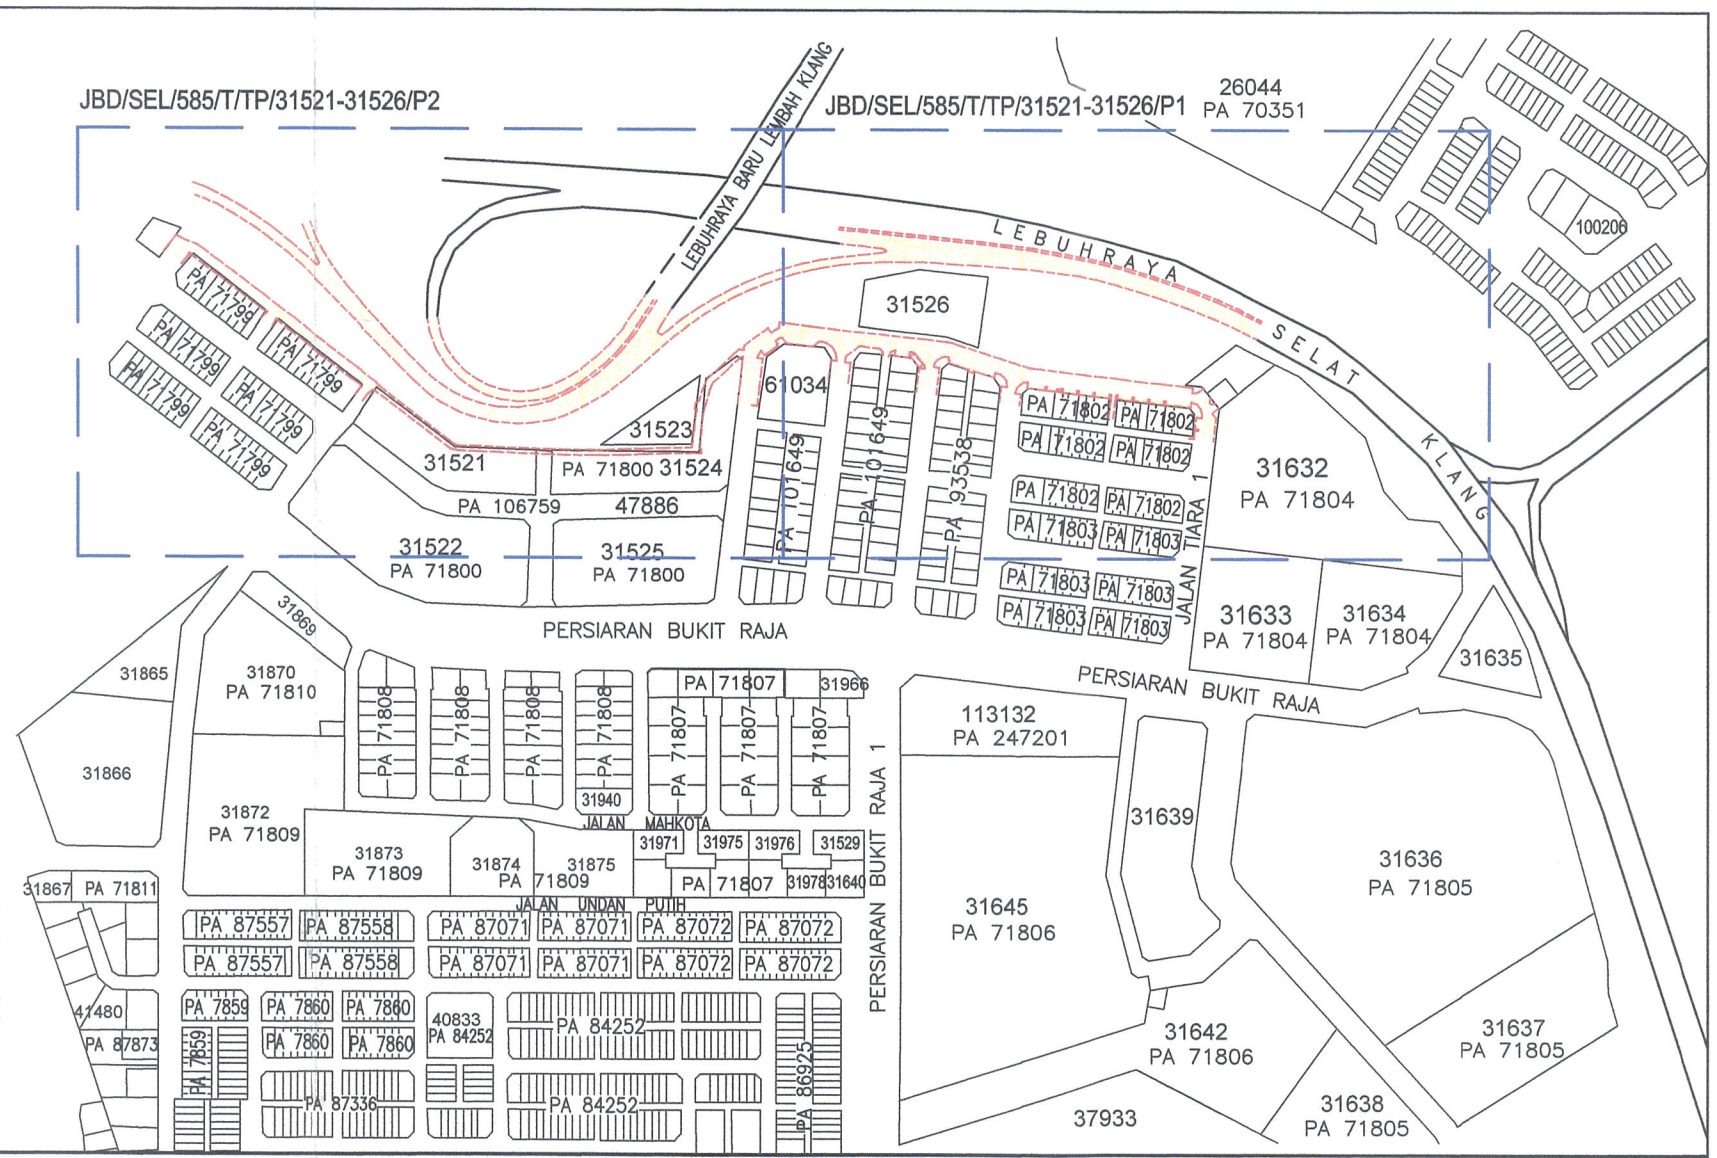 JBD/SEL/585/T/TP/31521-31526/P2
LEBUHRAYA BARU LEMBAH KLANG
JBD/SEL/585/T/TP/31521-31526/P1
26044
PA 70351
100206
LEBUHRAYA SELAT KLANG
31526
PA 71799
PA 71799
PA 71799
PA 71799
PA 71799
PA 71799
61034
31523
31521
PA 71800
31524
PA 106759
47886
31522
PA 71800
31525
PA 71800
PA 101649
PA 101649
PA 93538
PA 71802
PA 71802
PA 71802
PA 71802
PA 71802
PA 71802
PA 71803
PA 71803
PA 71803
PA 71803
PA 71803
PA 71803
JALAN TIARA 1
31632
PA 71804
31633
PA 71804
31634
PA 71804
31635
PERSIARAN BUKIT RAJA
PERSIARAN BUKIT RAJA
31869
31865
31870
PA 71810
31866
PA 71808
PA 71808
PA 71808
PA 71808
31940
PA 71807
31966
PA 71807
PA 71807
PA 71807
PERSIARAN BUKIT RAJA 1
113132
PA 247201
31639
31636
PA 71805
31872
PA 71809
31873
PA 71809
31874
31875
PA 71809
JALAN MAHKOTA
31971
31975
31976
31529
PA 71807
31978
31640
JALAN UNDAN PUTIH
31867
PA 71811
PA 87557
PA 87558
PA 87071
PA 87071
PA 87072
PA 87072
PA 87557
PA 87558
PA 87071
PA 87071
PA 87072
PA 87072
31645
PA 71806
41480
PA 87873
PA 7859
PA 7860
PA 7860
PA 7859
PA 7860
PA 7860
40833
PA 84252
PA 84252
PA 86925
PA 87336
PA 84252
31642
PA 71806
31637
PA 71805
37933
31638
PA 71805